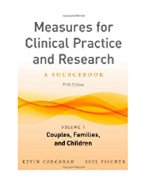 Measures for
Clinical Practice
and Research
A SOURCEBOOK
Fifth Edition
VOLUME 1
Couples, Families,
and Children
KEVIN CORCORAN JOEL FISCHER